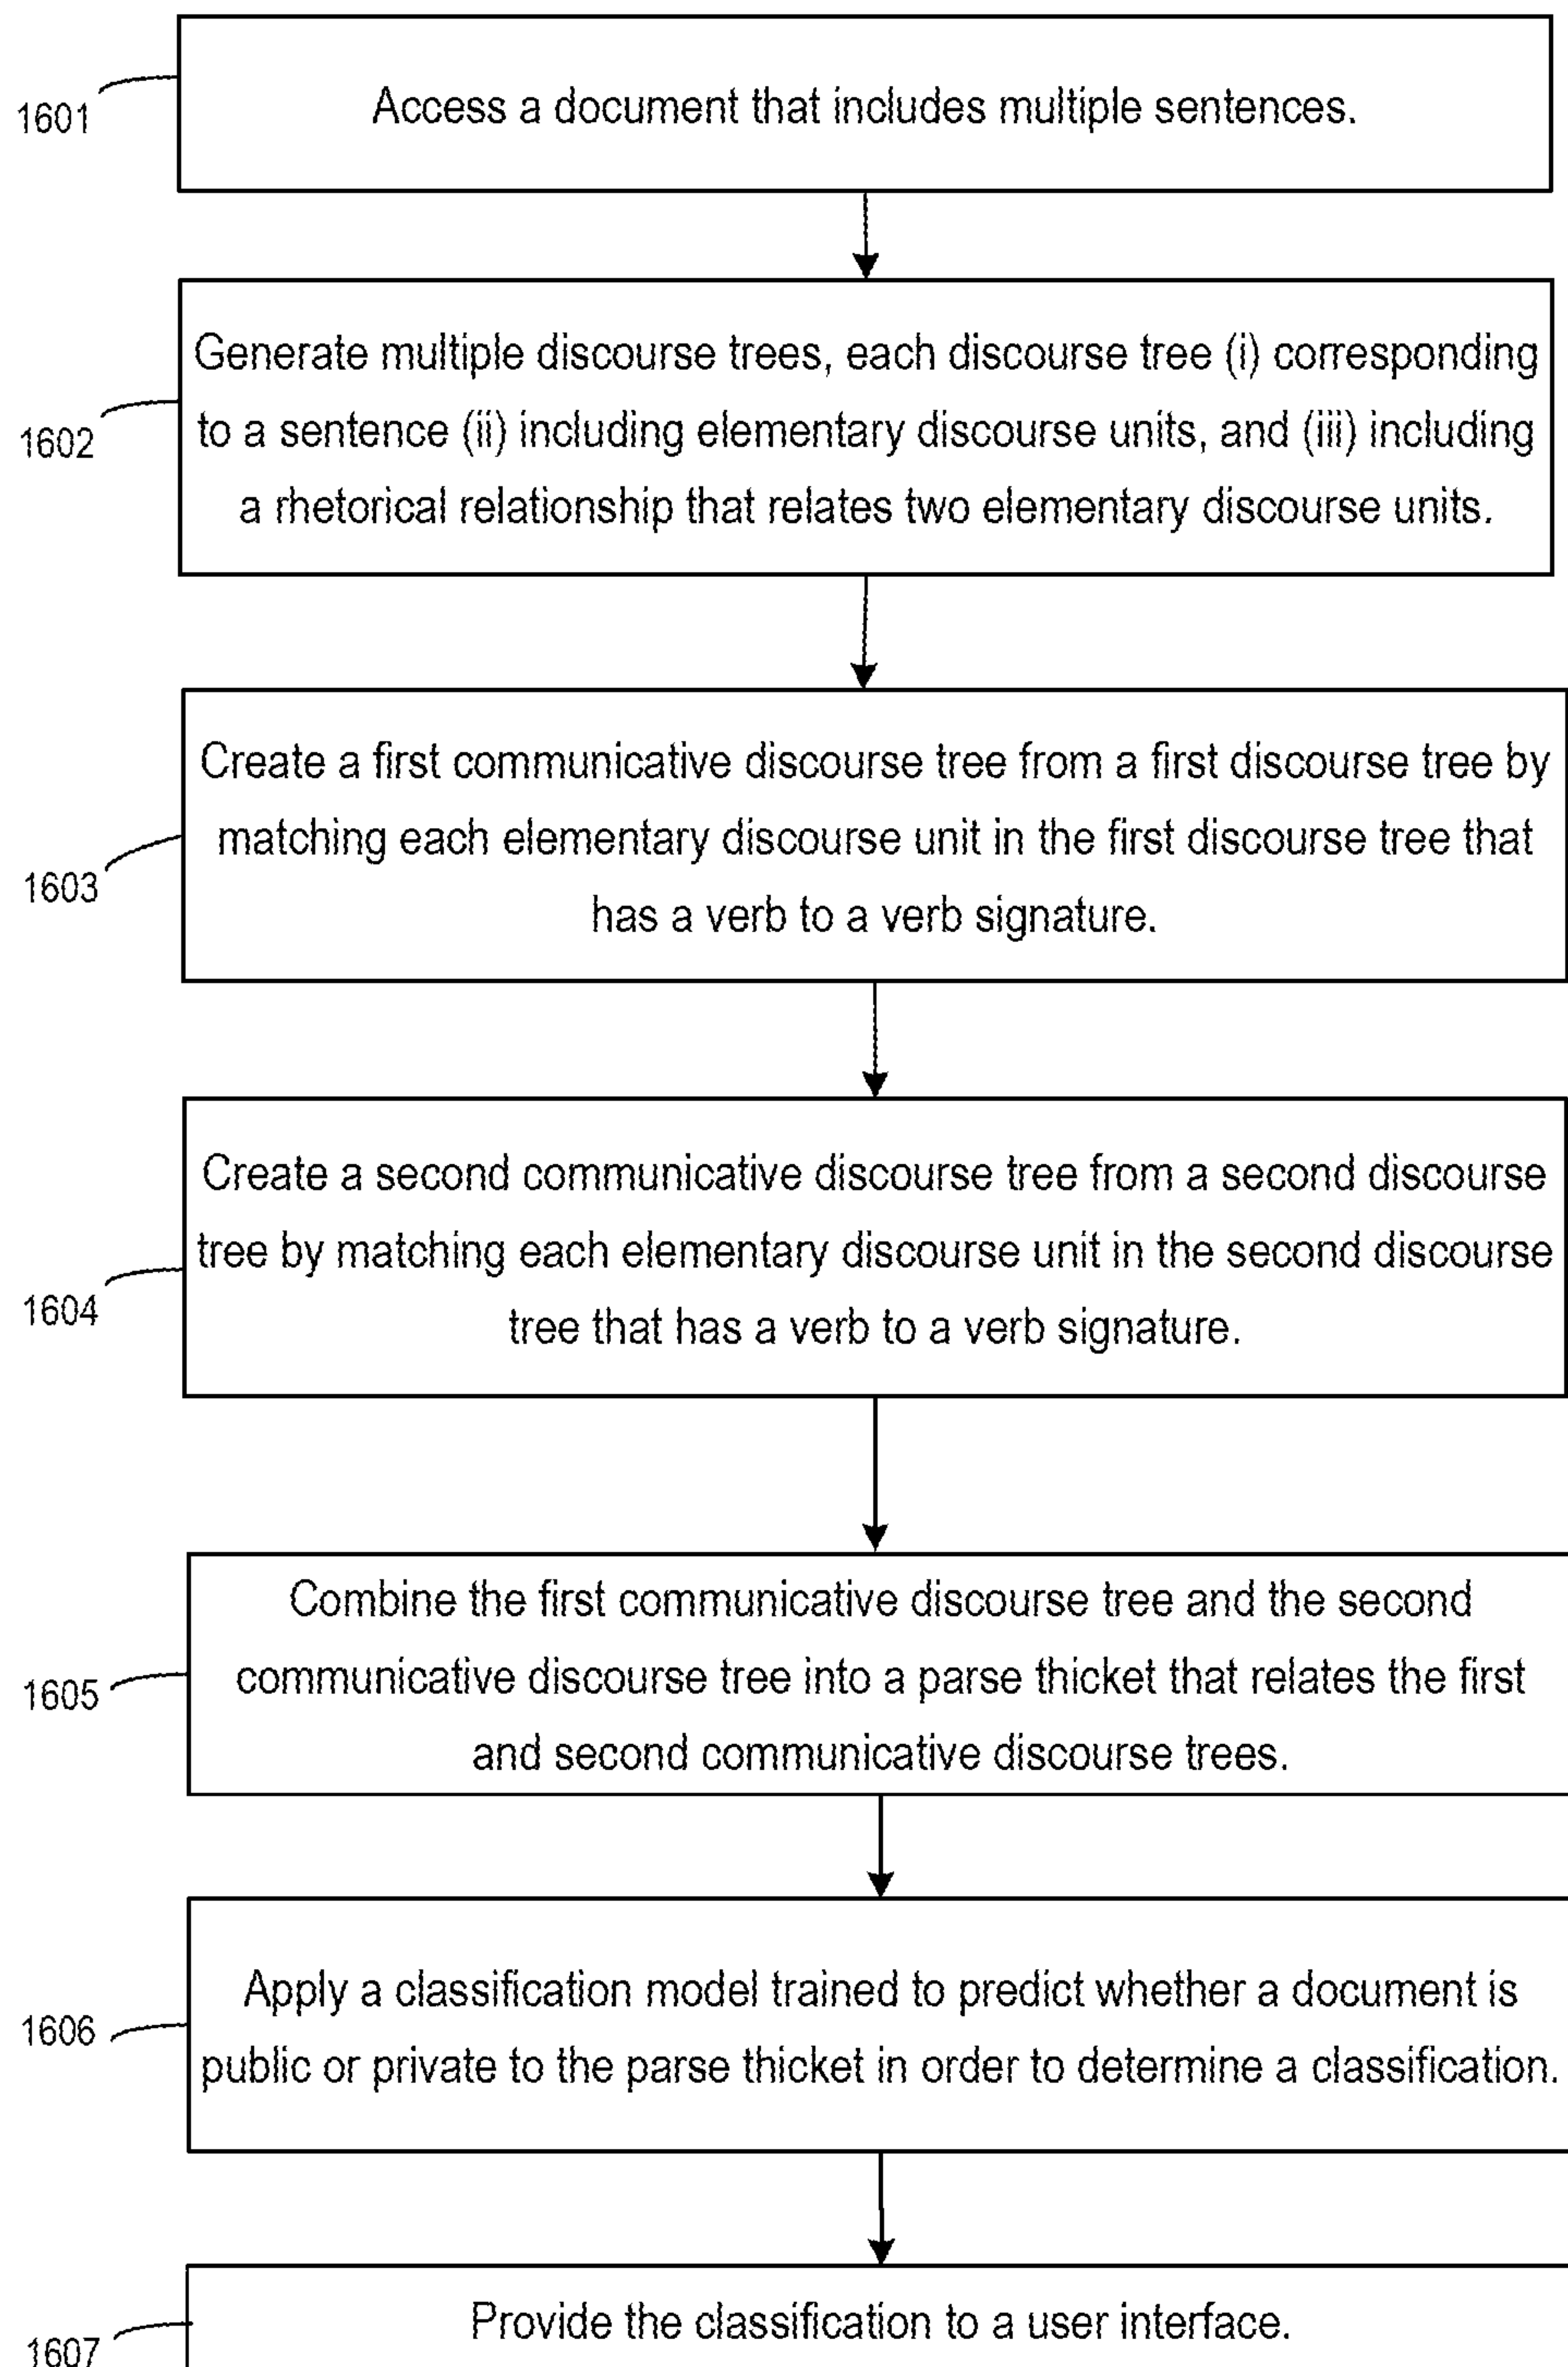 1601
Access a document that includes multiple sentences.
1602
Generate multiple discourse trees, each discourse tree (i) corresponding
to a sentence (ii) including elementary discourse units, and (iii) including
a rhetorical relationship that relates two elementary discourse units.
1603
Create a first communicative discourse tree from a first discourse tree by
matching each elementary discourse unit in the first discourse tree that
has a verb to a verb signature.
1604
Create a second communicative discourse tree from a second discourse
tree by matching each elementary discourse unit in the second discourse
tree that has a verb to a verb signature.
1605
Combine the first communicative discourse tree and the second
communicative discourse tree into a parse thicket that relates the first
and second communicative discourse trees.
1606
Apply a classification model trained to predict whether a document is
public or private to the parse thicket in order to determine a classification.
1607
Provide the classification to a user interface.